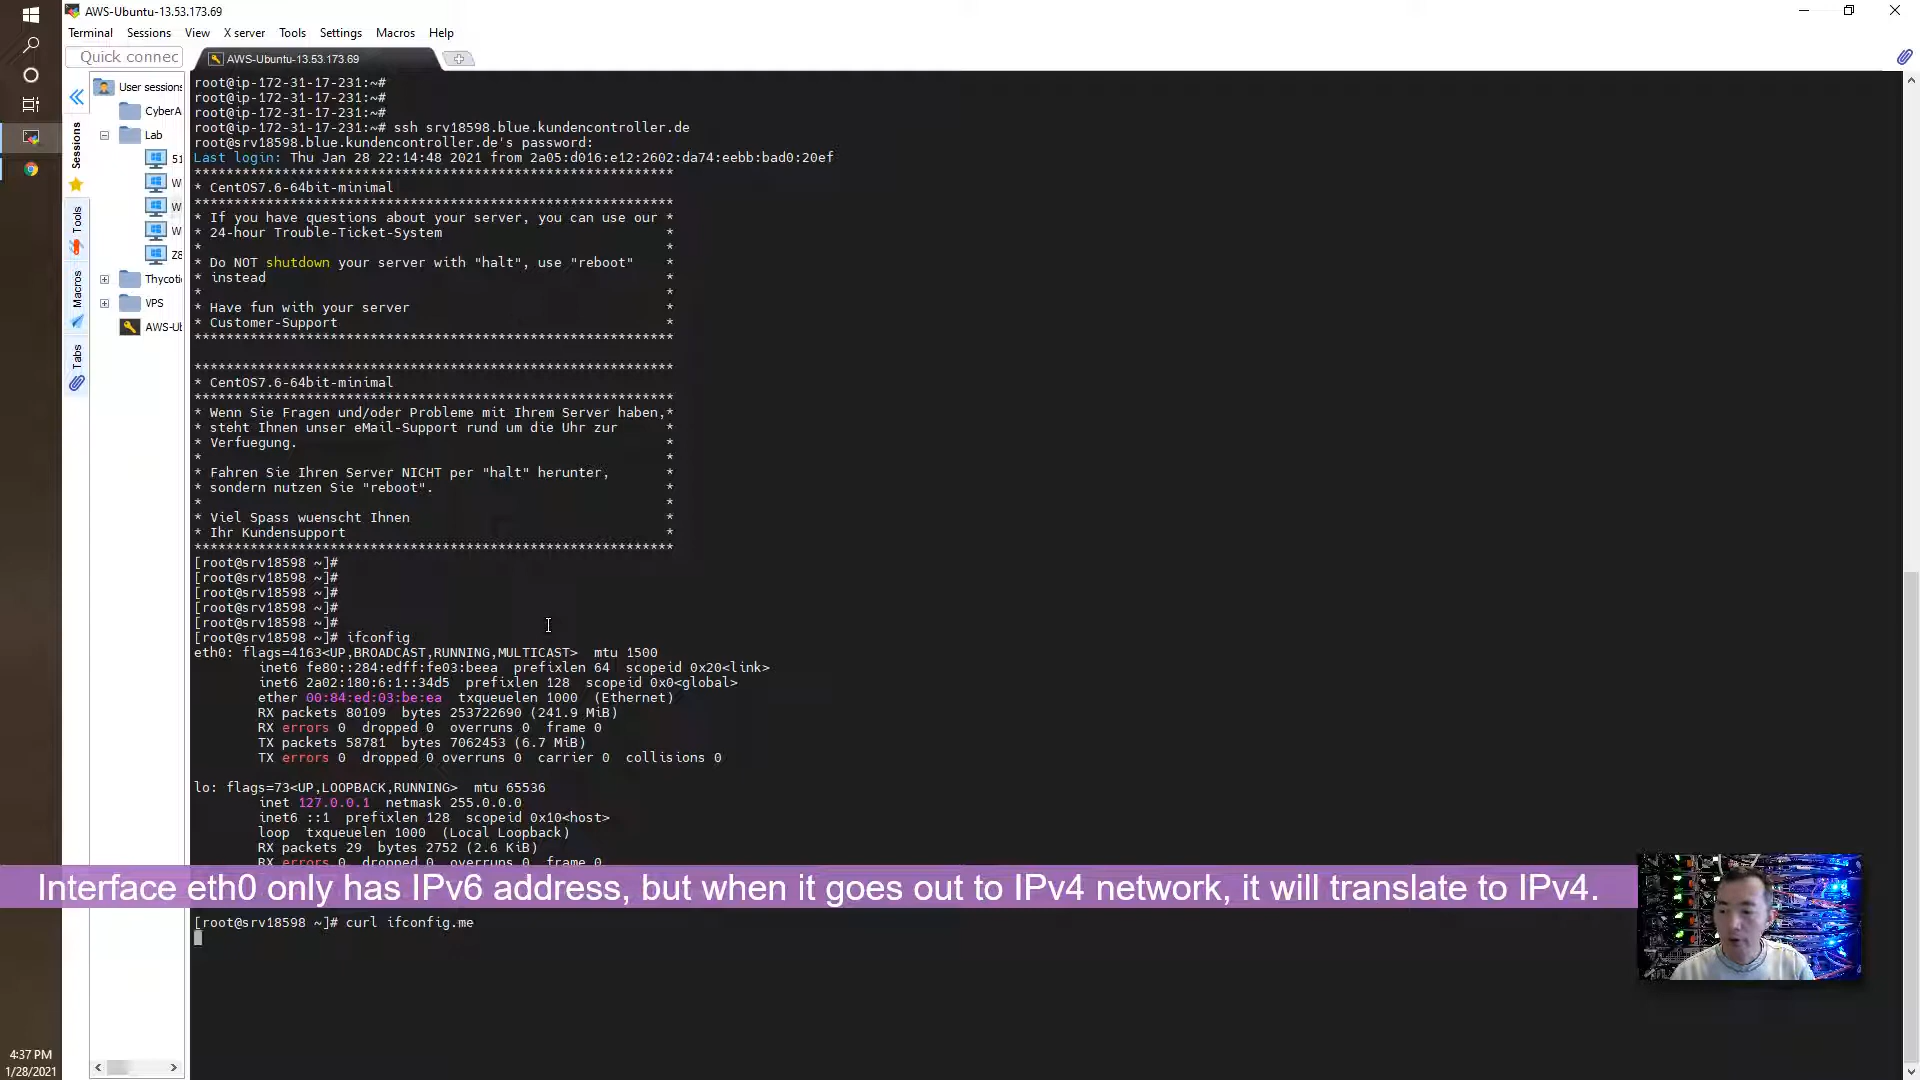 AWS-Ubuntu-13.53.173.69
Terminal Sessions View X server Tools Settings Macros Help
Quick connec
AWS-Ubuntu-13.53.173.69
User sessions
CyberA
Lab
51
W
W
W
Z8
Thycoti
VPS
AWS-Ub
Sessions
Tools
Macros
Tabs
root@ip-172-31-17-231:~#
root@ip-172-31-17-231:~#
root@ip-172-31-17-231:~#
root@ip-172-31-17-231:~# ssh srv18598.blue.kundencontroller.de
root@srv18598.blue.kundencontroller.de's password:
Last login: Thu Jan 28 22:14:48 2021 from 2a05:d016:e12:2602:da74:eebb:bad0:20ef
************************************************************
* CentOS7.6-64bit-minimal
************************************************************
* If you have questions about your server, you can use our *
* 24-hour Trouble-Ticket-System *
* *
* Do NOT shutdown your server with "halt", use "reboot" *
* instead *
* *
* Have fun with your server *
* Customer-Support *
************************************************************
************************************************************
* CentOS7.6-64bit-minimal
************************************************************
* Wenn Sie Fragen und/oder Probleme mit Ihrem Server haben,*
* steht Ihnen unser eMail-Support rund um die Uhr zur *
* Verfuegung. *
* *
* Fahren Sie Ihren Server NICHT per "halt" herunter, *
* sondern nutzen Sie "reboot". *
* *
* Viel Spass wuenscht Ihnen *
* Ihr Kundensupport *
************************************************************
[root@srv18598 ~]#
[root@srv18598 ~]#
[root@srv18598 ~]#
[root@srv18598 ~]#
[root@srv18598 ~]#
[root@srv18598 ~]# ifconfig
eth0: flags=4163<UP,BROADCAST,RUNNING,MULTICAST> mtu 1500
inet6 fe80::284:edff:fe03:beea prefixlen 64 scopeid 0x20<link>
inet6 2a02:180:6:1::34d5 prefixlen 128 scopeid 0x0<global>
ether 00:84:ed:03:be:ea txqueuelen 1000 (Ethernet)
RX packets 80109 bytes 253722690 (241.9 MiB)
RX errors 0 dropped 0 overruns 0 frame 0
TX packets 58781 bytes 7062453 (6.7 MiB)
TX errors 0 dropped 0 overruns 0 carrier 0 collisions 0
lo: flags=73<UP,LOOPBACK,RUNNING> mtu 65536
inet 127.0.0.1 netmask 255.0.0.0
inet6 ::1 prefixlen 128 scopeid 0x10<host>
loop txqueuelen 1000 (Local Loopback)
RX packets 29 bytes 2752 (2.6 KiB)
RX errors 0 dropped 0 overruns 0 frame 0
Interface eth0 only has IPv6 address, but when it goes out to IPv4 network, it will translate to IPv4.
[root@srv18598 ~]# curl ifconfig.me
4:37 PM
1/28/2021